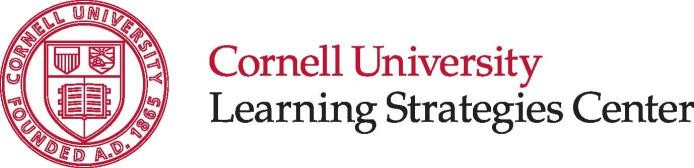 CORNELL UNIVERSITY
FOUNDED A.D. 1865
Cornell University
Learning Strategies Center